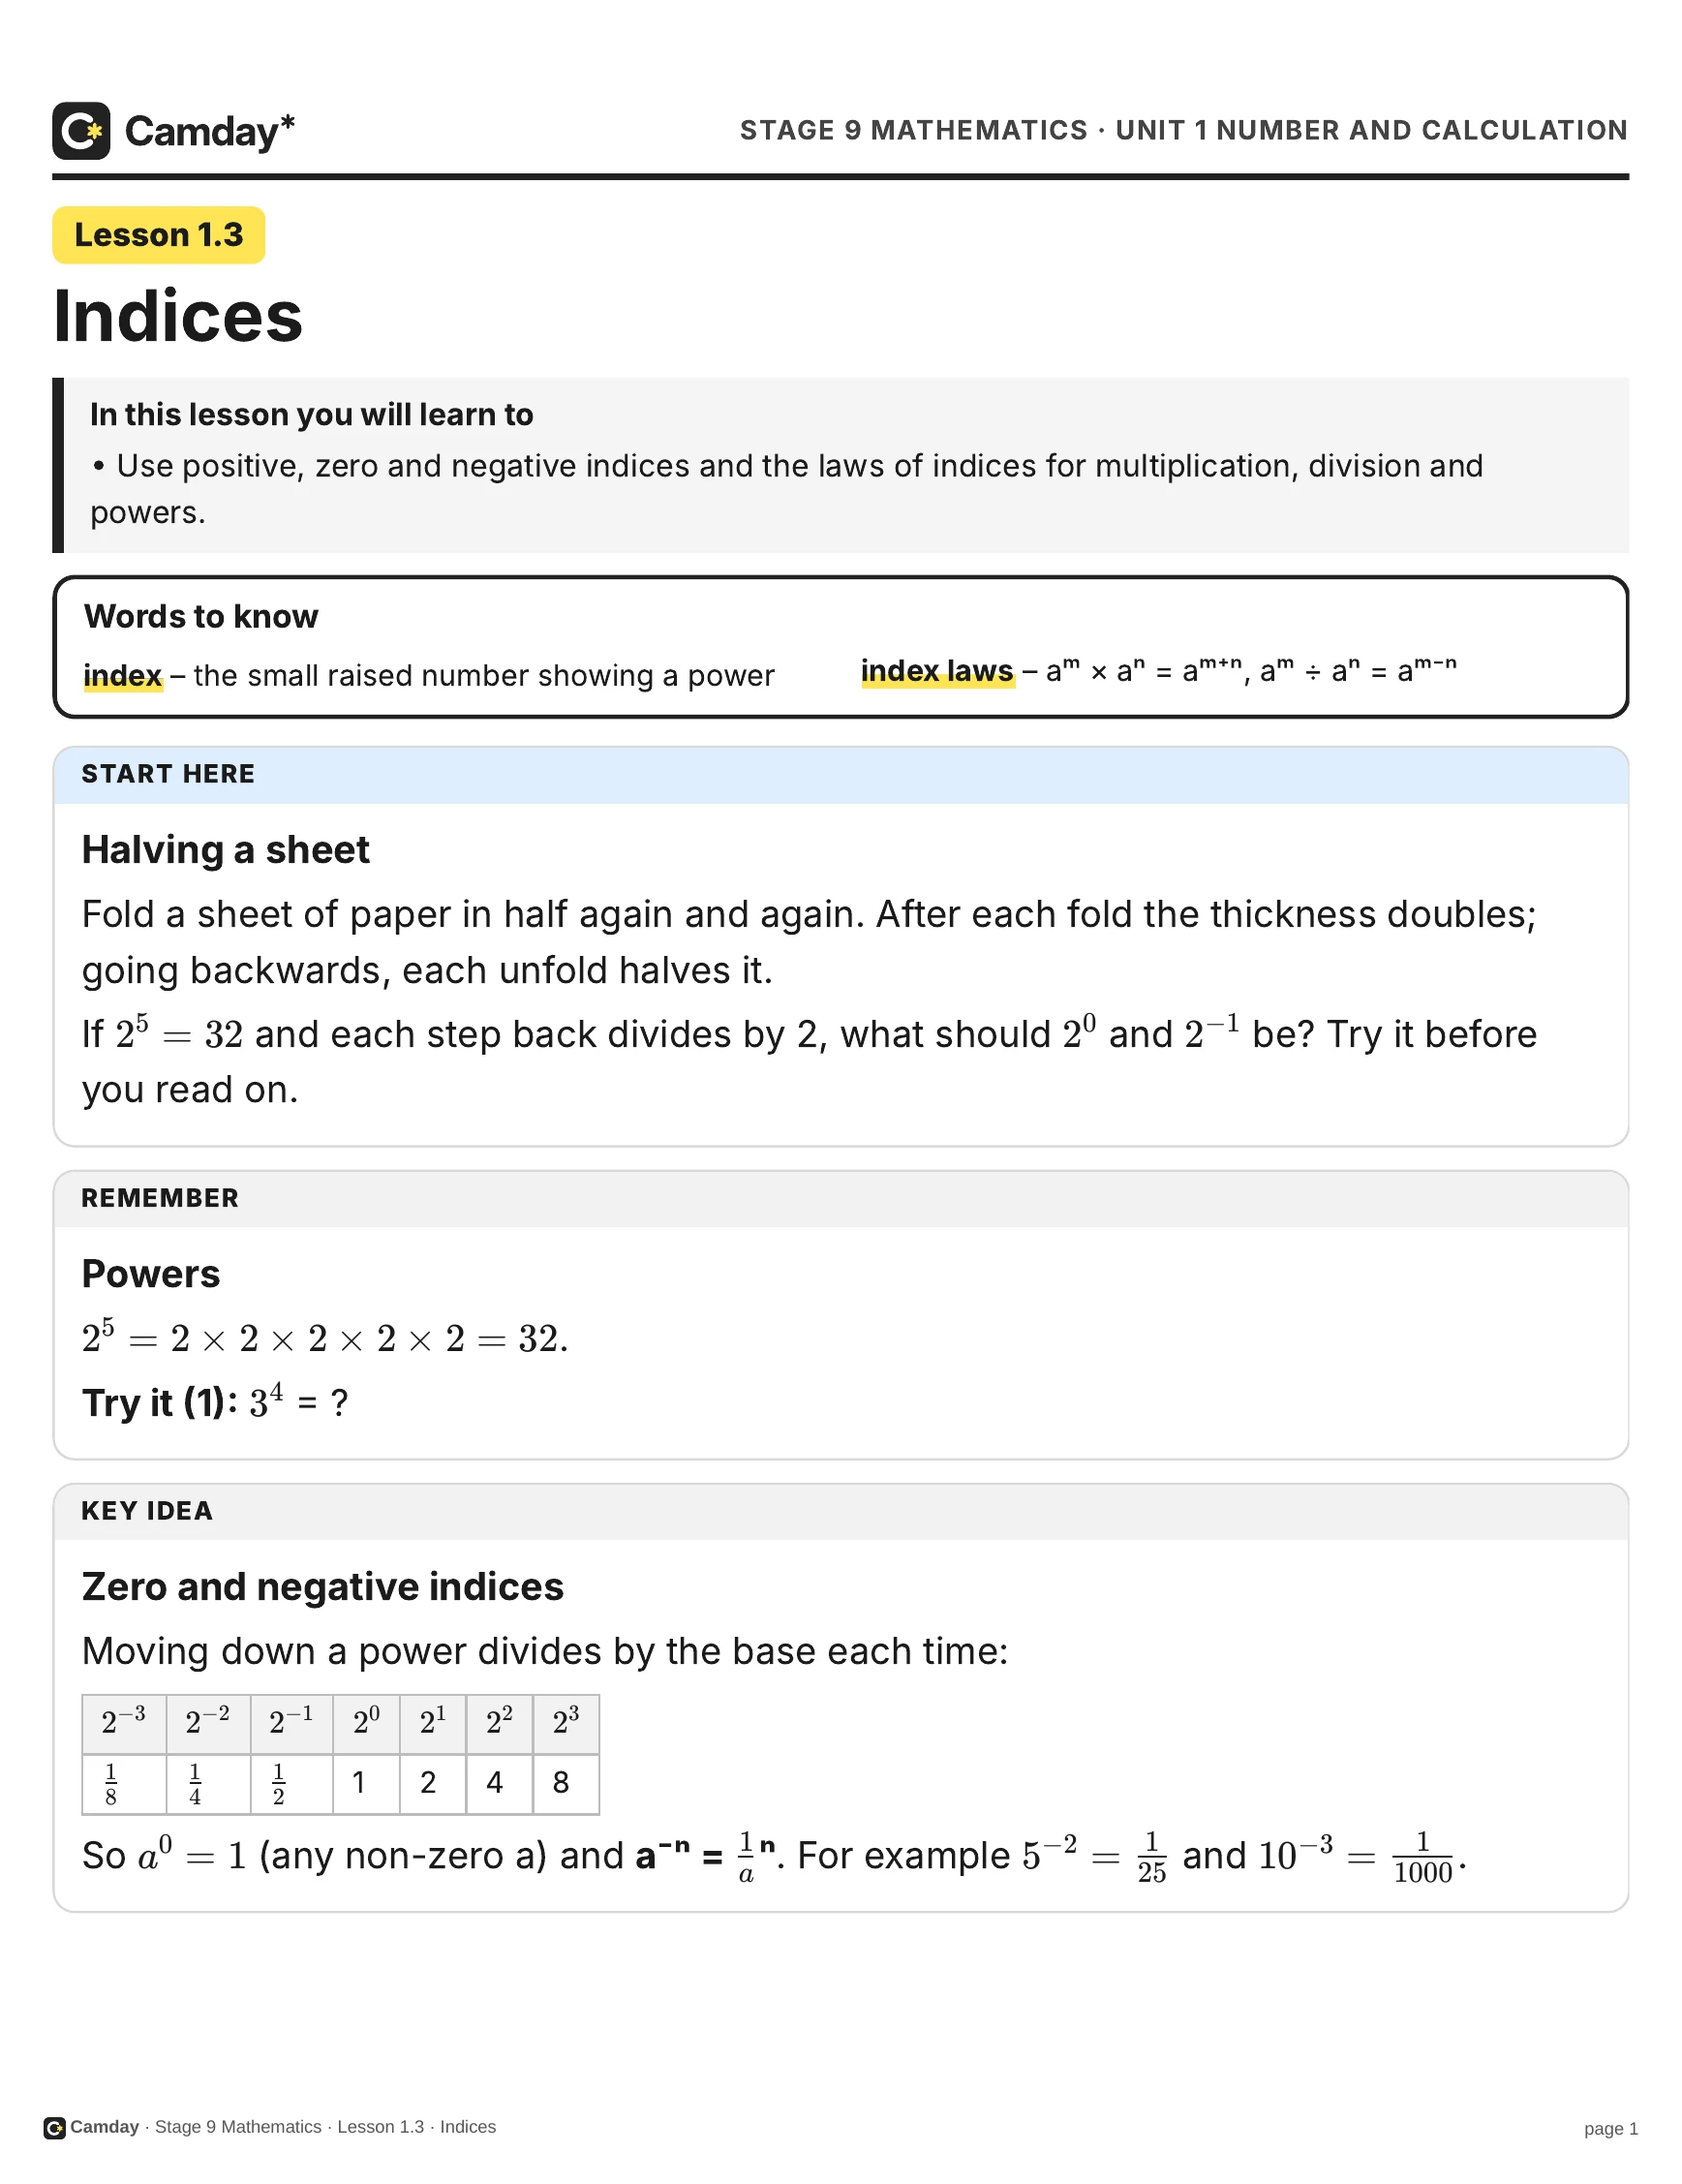 Camday*
STAGE 9 MATHEMATICS · UNIT 1 NUMBER AND CALCULATION
Lesson 1.3
Indices
In this lesson you will learn to
• Use positive, zero and negative indices and the laws of indices for multiplication, division and
powers.
Words to know
index – the small raised number showing a power
index laws – aᵐ × aⁿ = aᵐ⁺ⁿ, aᵐ ÷ aⁿ = aᵐ⁻ⁿ
START HERE
Halving a sheet
Fold a sheet of paper in half again and again. After each fold the thickness doubles;
going backwards, each unfold halves it.
If 2⁵ = 32 and each step back divides by 2, what should 2⁰ and 2⁻¹ be? Try it before
you read on.
REMEMBER
Powers
2⁵ = 2 × 2 × 2 × 2 × 2 = 32.
Try it (1): 3⁴ = ?
KEY IDEA
Zero and negative indices
Moving down a power divides by the base each time:
2⁻³ 2⁻² 2⁻¹ 2⁰ 2¹ 2² 2³
1/8 1/4 1/2 1 2 4 8
So a⁰ = 1 (any non-zero a) and a⁻ⁿ = 1/a ⁿ. For example 5⁻² = 1/25 and 10⁻³ = 1/1000.
Camday · Stage 9 Mathematics · Lesson 1.3 · Indices
page 1